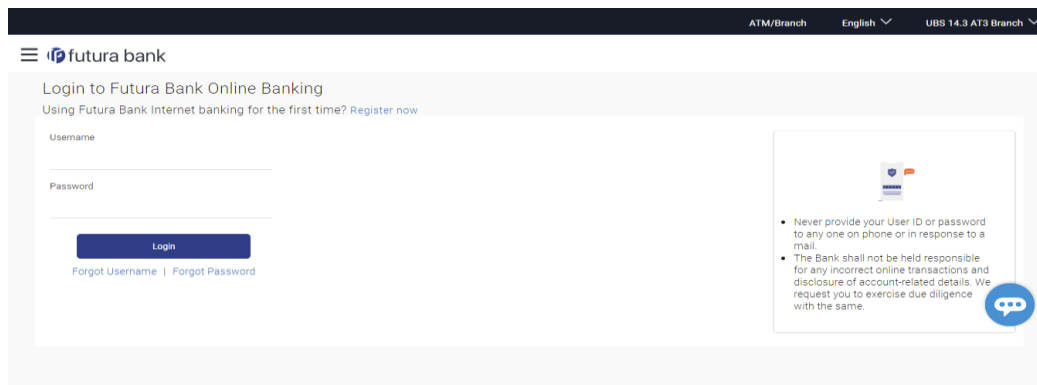 ATM/Branch English UBS 14.3 AT3 Branch
futura bank
Login to Futura Bank Online Banking
Using Futura Bank Internet banking for the first time? Register now
Username
Password
Login
Forgot Username | Forgot Password
• Never provide your User ID or password
to any one on phone or in response to a
mail.
• The Bank shall not be held responsible
for any incorrect online transactions and
disclosure of account-related details. We
request you to exercise due diligence
with the same.